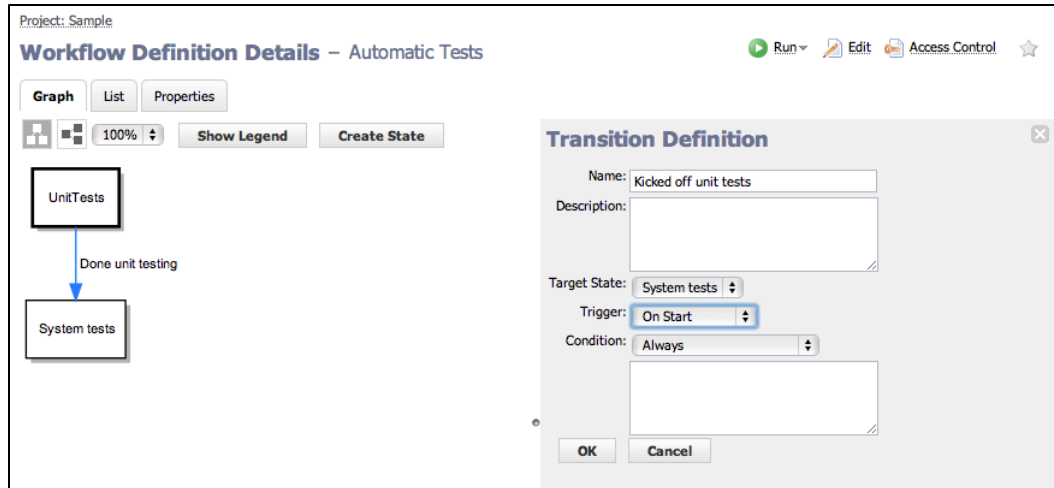 Project: Sample
Workflow Definition Details – Automatic Tests
Run Edit Access Control
Graph List Properties
100% Show Legend Create State
Transition Definition
Name: Kicked off unit tests
Description:
UnitTests
Done unit testing
Target State: System tests
Trigger: On Start
System tests
Condition: Always
OK Cancel